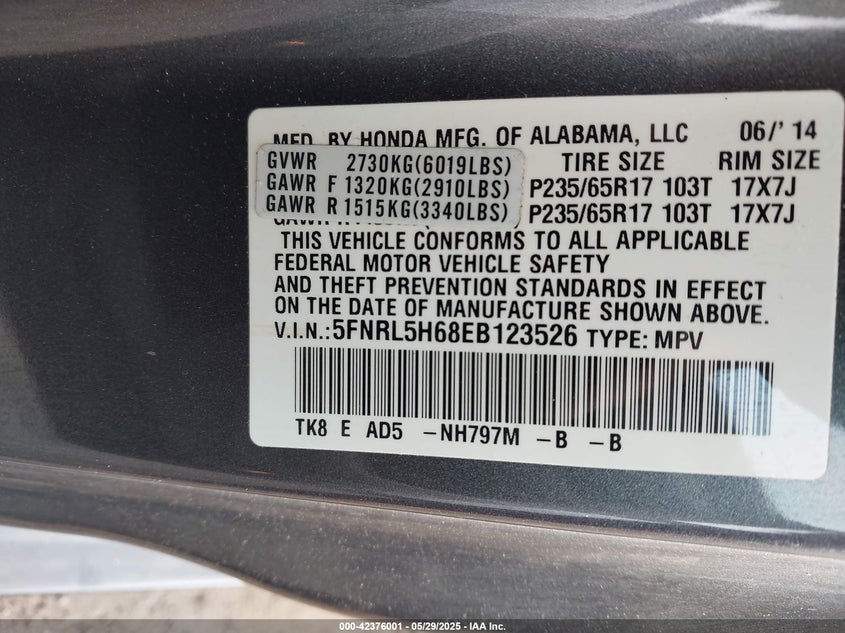 MFD. BY HONDA MFG. OF ALABAMA, LLC 06/'14
GVWR 2730KG(6019LBS) TIRE SIZE RIM SIZE
GAWR F 1320KG(2910LBS) P235/65R17 103T 17X7J
GAWR R 1515KG(3340LBS) P235/65R17 103T 17X7J
THIS VEHICLE CONFORMS TO ALL APPLICABLE
FEDERAL MOTOR VEHICLE SAFETY
AND THEFT PREVENTION STANDARDS IN EFFECT
ON THE DATE OF MANUFACTURE SHOWN ABOVE.
V.I.N.:5FNRL5H68EB123526 TYPE: MPV
TK8 E AD5 -NH797M -B -B
000-42376001 - 05/29/2025 - IAA Inc.